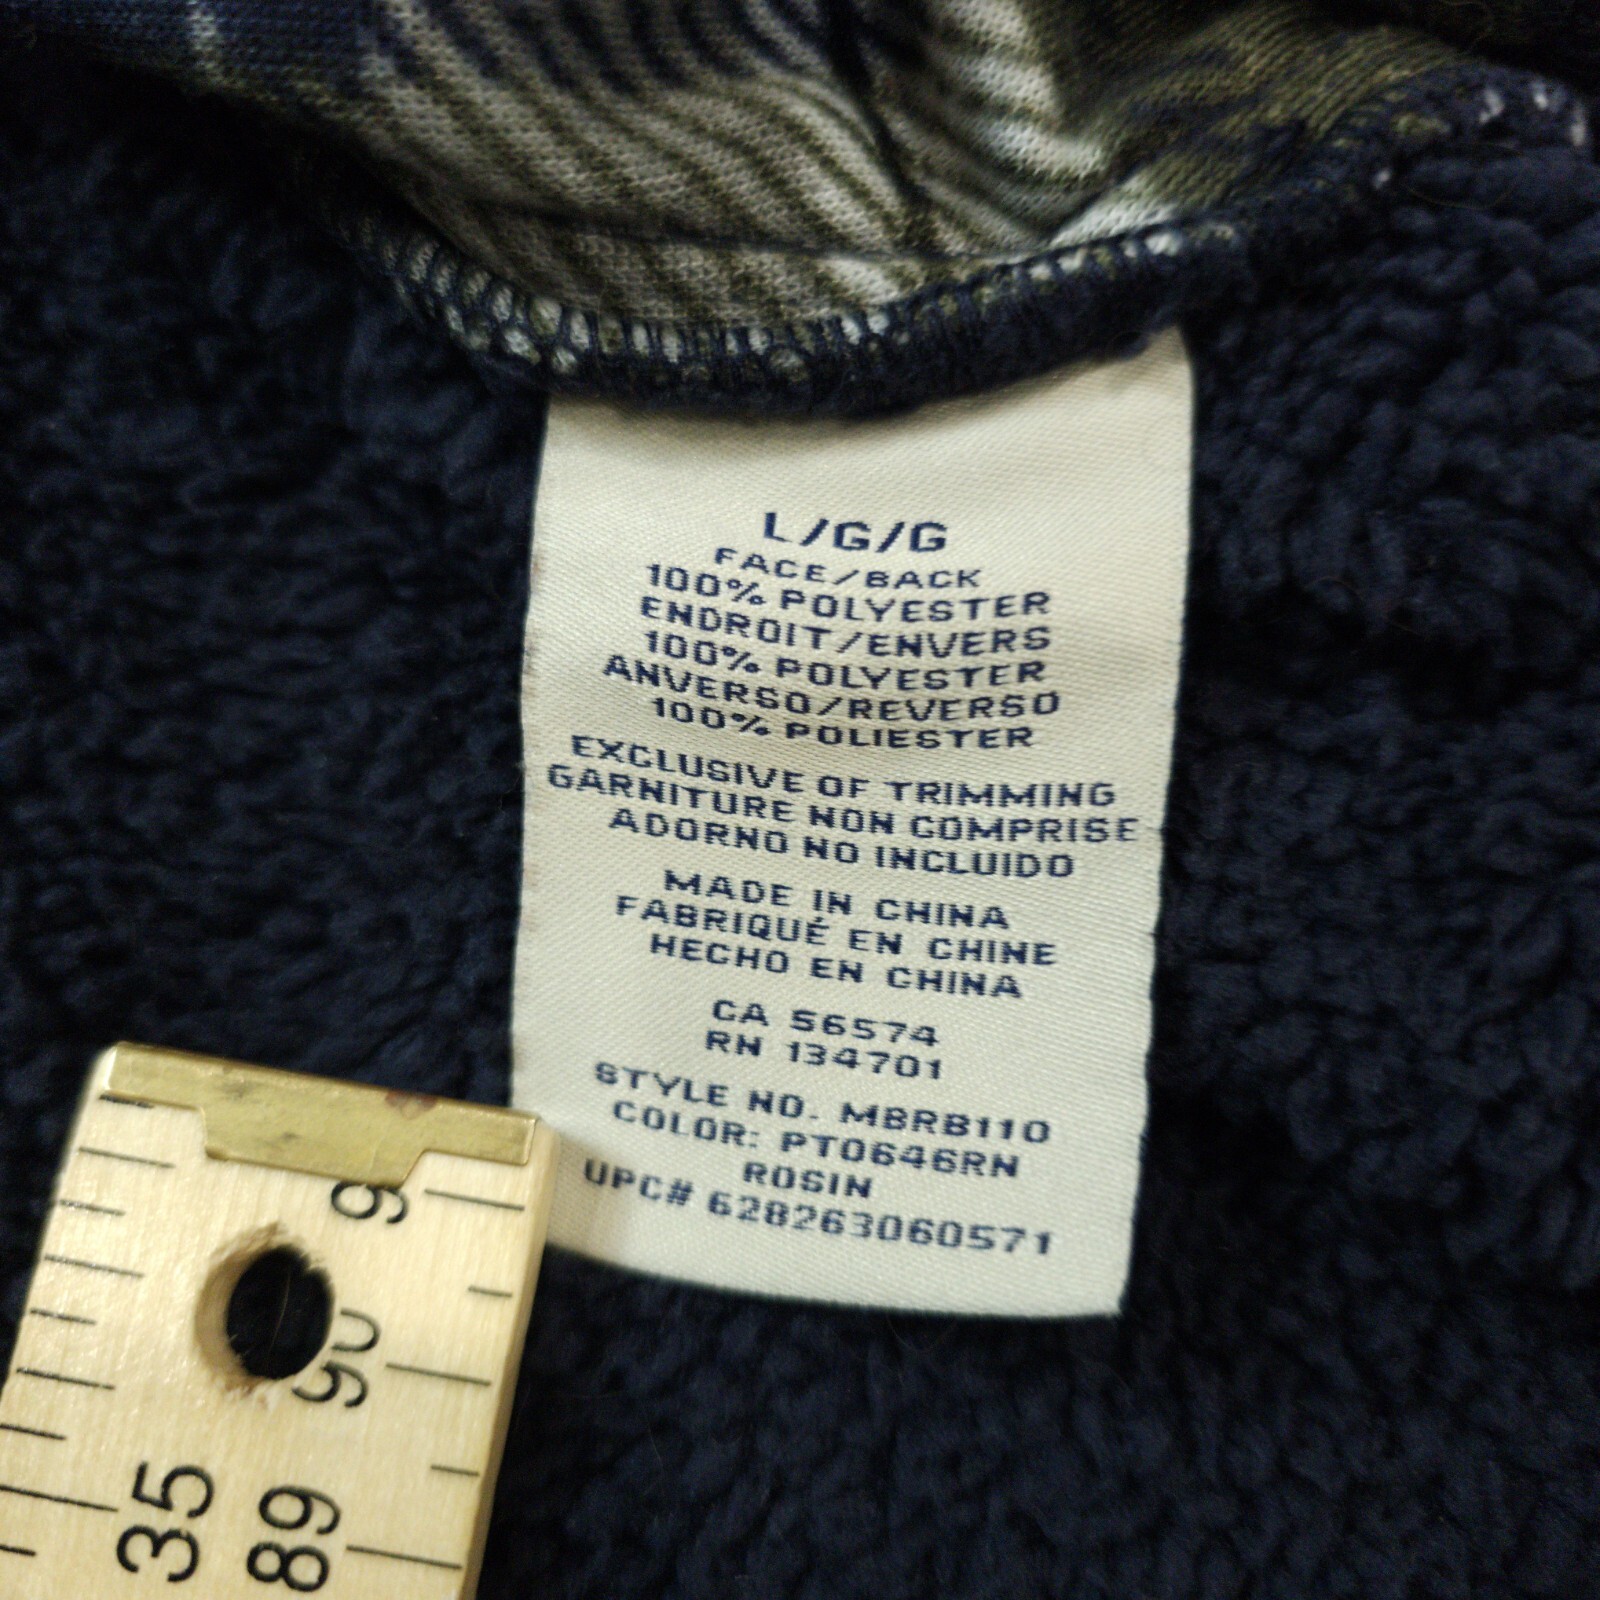 L/G/G
FACE/BACK
100% POLYESTER
ENDROIT/ENVERS
100% POLYESTER
ANVERSO/REVERSO
100% POLIESTER
EXCLUSIVE OF TRIMMING
GARNITURE NON COMPRISE
ADORNO NO INCLUIDO
MADE IN CHINA
FABRIQUÉ EN CHINE
HECHO EN CHINA
CA 56574
RN 134701
STYLE NO. MBRB110
COLOR: PT0646RN
ROSIN
UPC# 628263060571
9
90
35
89